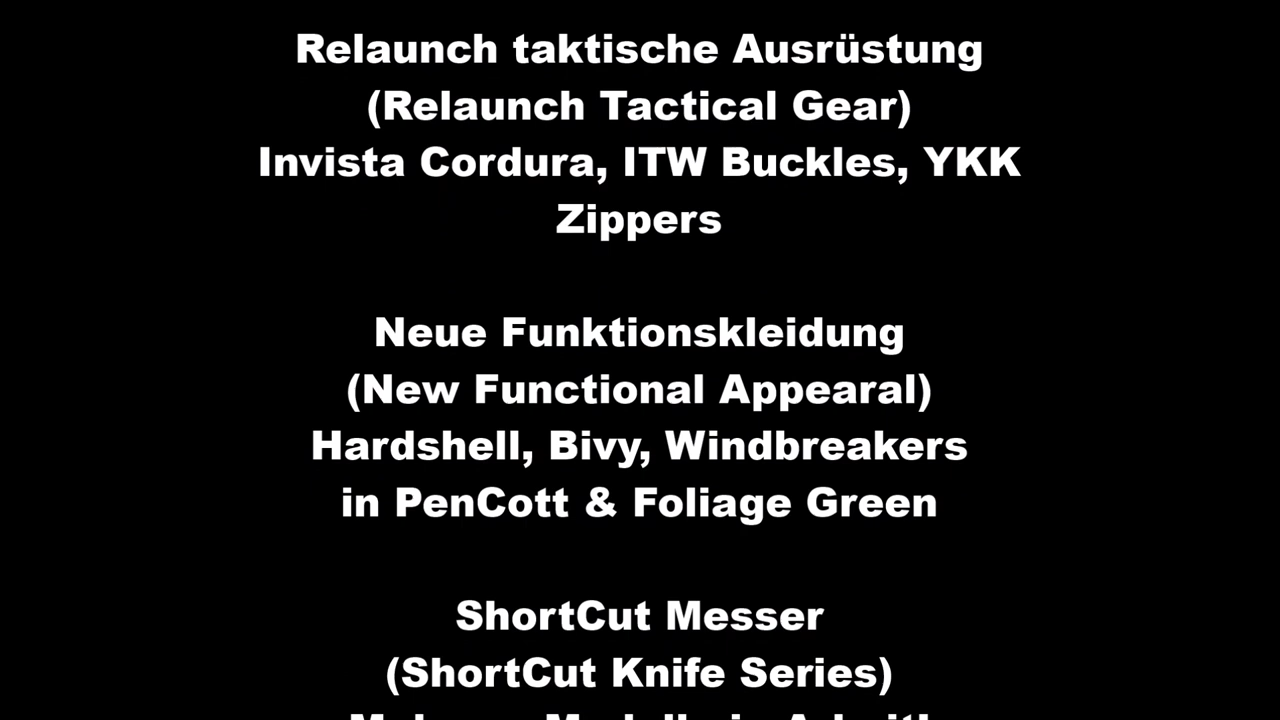 Relaunch taktische Ausrüstung
(Relaunch Tactical Gear)
Invista Cordura, ITW Buckles, YKK
Zippers
Neue Funktionskleidung
(New Functional Appearal)
Hardshell, Bivy, Windbreakers
in PenCott & Foliage Green
ShortCut Messer
(ShortCut Knife Series)